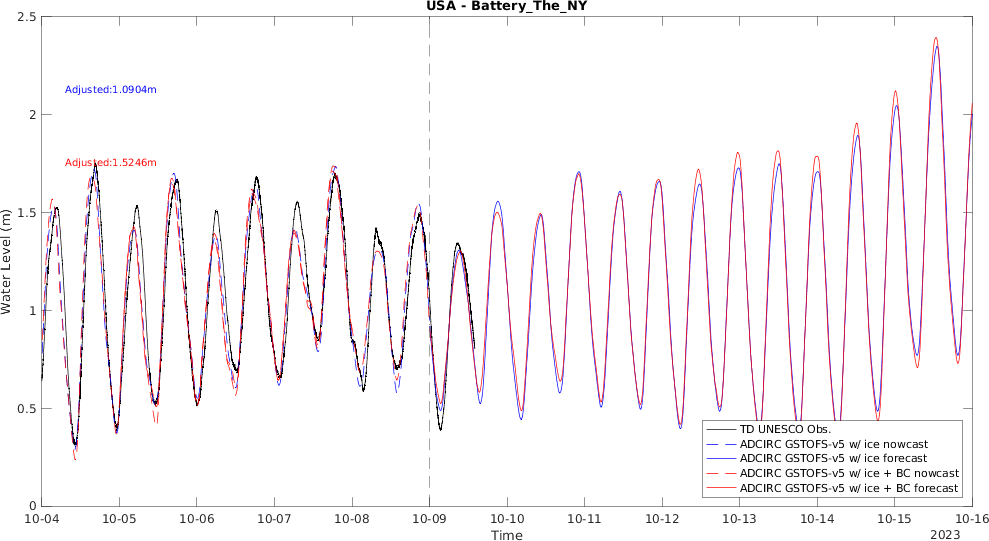 USA - Battery_The_NY
2.5
2
1.5
1
0.5
0
Water Level (m)
Adjusted:1.0904m
Adjusted:1.5246m
TD UNESCO Obs.
ADCIRC GSTOFS-v5 w/ ice nowcast
ADCIRC GSTOFS-v5 w/ ice forecast
ADCIRC GSTOFS-v5 w/ ice + BC nowcast
ADCIRC GSTOFS-v5 w/ ice + BC forecast
10-04 10-05 10-06 10-07 10-08 10-09 10-10 10-11 10-12 10-13 10-14 10-15 10-16
Time
2023